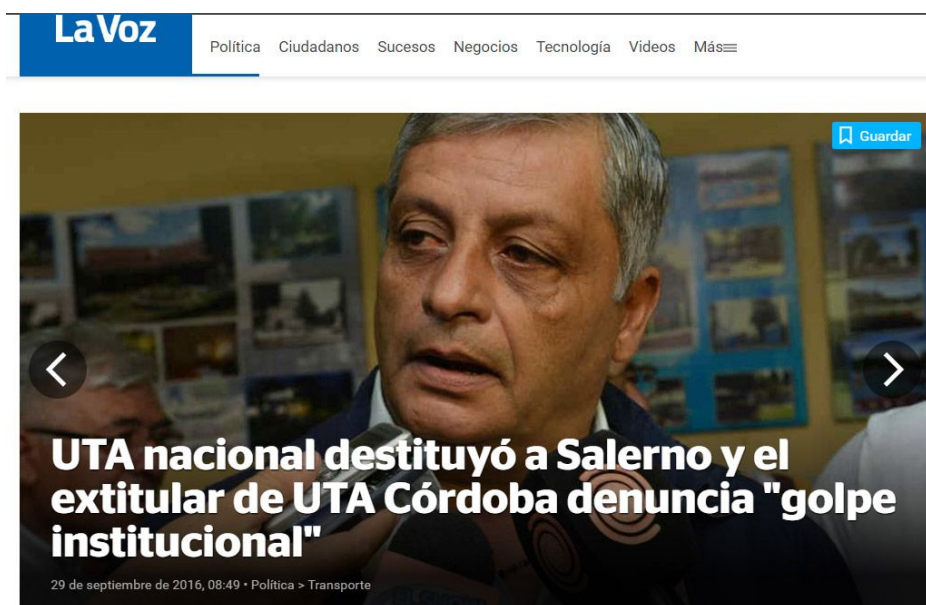 La Voz
Política Ciudadanos Sucesos Negocios Tecnología Videos Más
Guardar
UTA nacional destituyó a Salerno y el
extitular de UTA Córdoba denuncia "golpe
institucional"
29 de septiembre de 2016, 08:49 • Política > Transporte